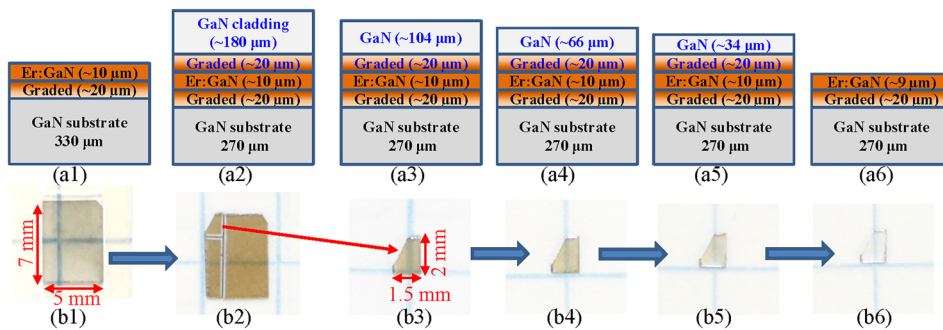 Er:GaN (~10 µm)
Graded (~20 µm)
GaN substrate
330 µm
(a1)
GaN cladding
(~180 µm)
Graded (~20 µm)
Er:GaN (~10 µm)
Graded (~20 µm)
GaN substrate
270 µm
(a2)
GaN (~104 µm)
Graded (~20 µm)
Er:GaN (~10 µm)
Graded (~20 µm)
GaN substrate
270 µm
(a3)
GaN (~66 µm)
Graded (~20 µm)
Er:GaN (~10 µm)
Graded (~20 µm)
GaN substrate
270 µm
(a4)
GaN (~34 µm)
Graded (~20 µm)
Er:GaN (~10 µm)
Graded (~20 µm)
GaN substrate
270 µm
(a5)
Er:GaN (~9 µm)
Graded (~20 µm)
GaN substrate
270 µm
(a6)
7 mm
5 mm
(b1)
(b2)
2 mm
1.5 mm
(b3)
(b4)
(b5)
(b6)